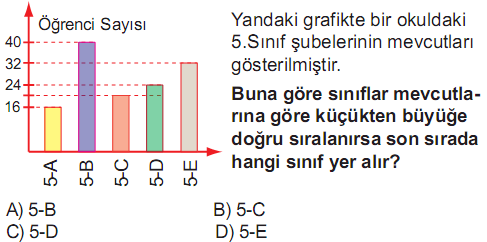 Öğrenci Sayısı
40
32
24
16
5-A
5-B
5-C
5-D
5-E
Yandaki grafikte bir okuldaki
5.Sınıf şubelerinin mevcutları
gösterilmiştir.
Buna göre sınıflar mevcutla-
rına göre küçükten büyüğe
doğru sıralanırsa son sırada
hangi sınıf yer alır?
A) 5-B B) 5-C
C) 5-D D) 5-E